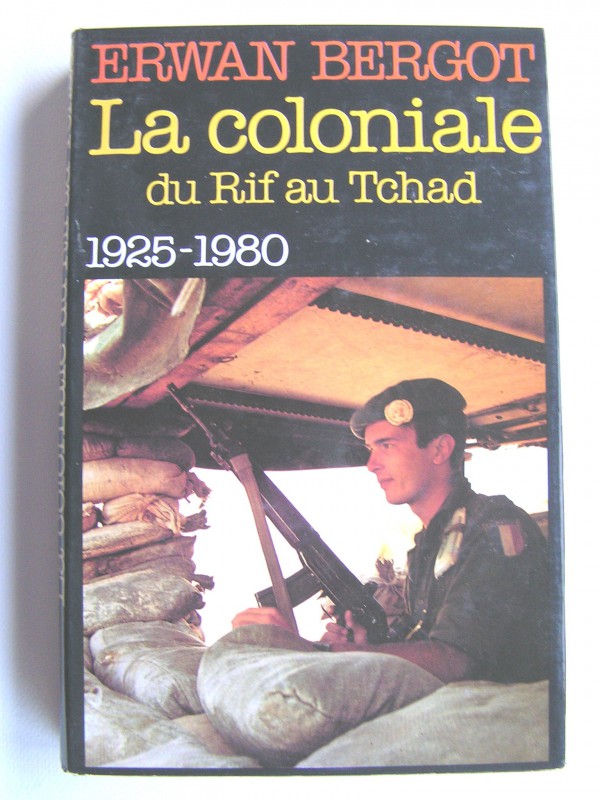 ERWAN BERGOT
La coloniale
du Rif au Tchad
1925-1980